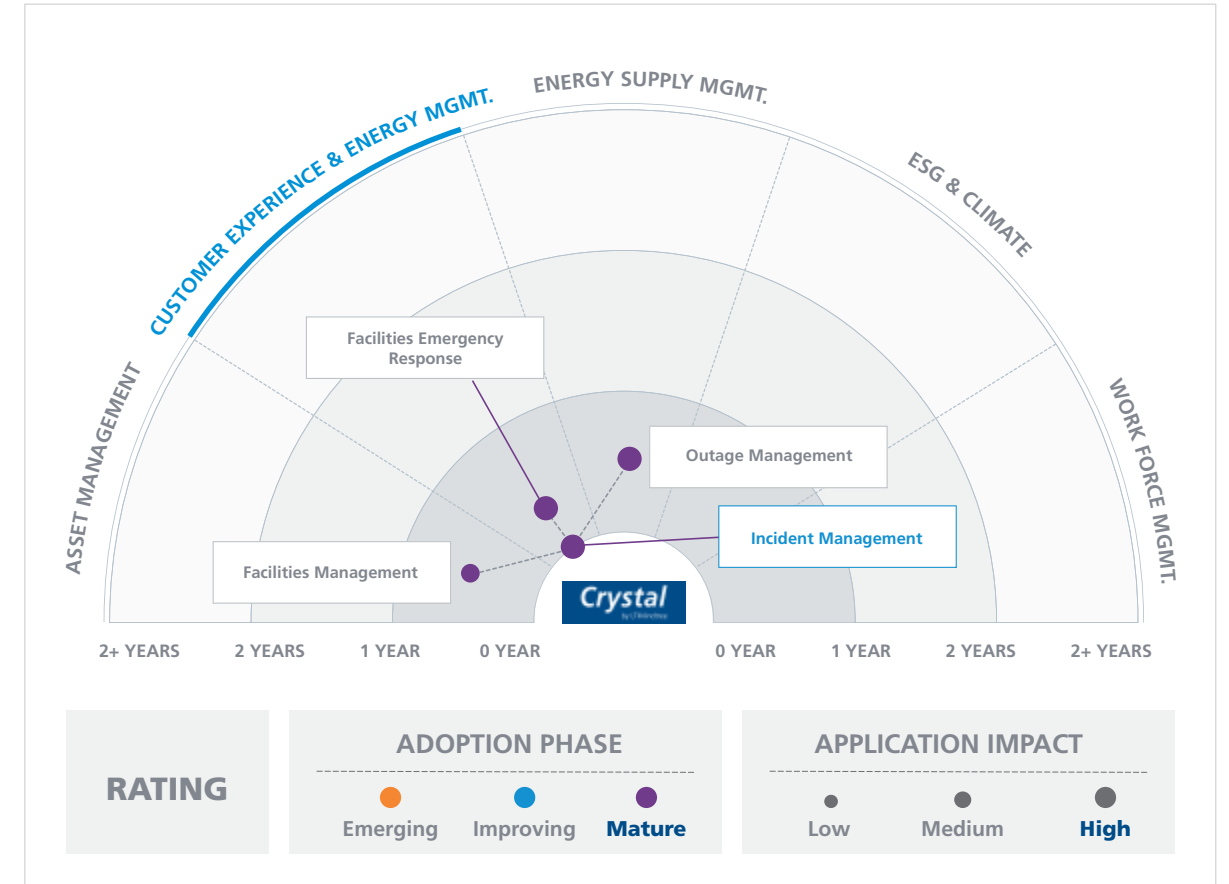 ENERGY SUPPLY MGMT.
CUSTOMER EXPERIENCE & ENERGY MGMT.
ESG & CLIMATE
ASSET MANAGEMENT
WORK FORCE MGMT.
Facilities Emergency
Response
Outage Management
Incident Management
Facilities Management
Crystal
2+ YEARS
2 YEARS
1 YEAR
0 YEAR
0 YEAR
1 YEAR
2 YEARS
2+ YEARS
RATING
ADOPTION PHASE
Emerging
Improving
Mature
APPLICATION IMPACT
Low
Medium
High